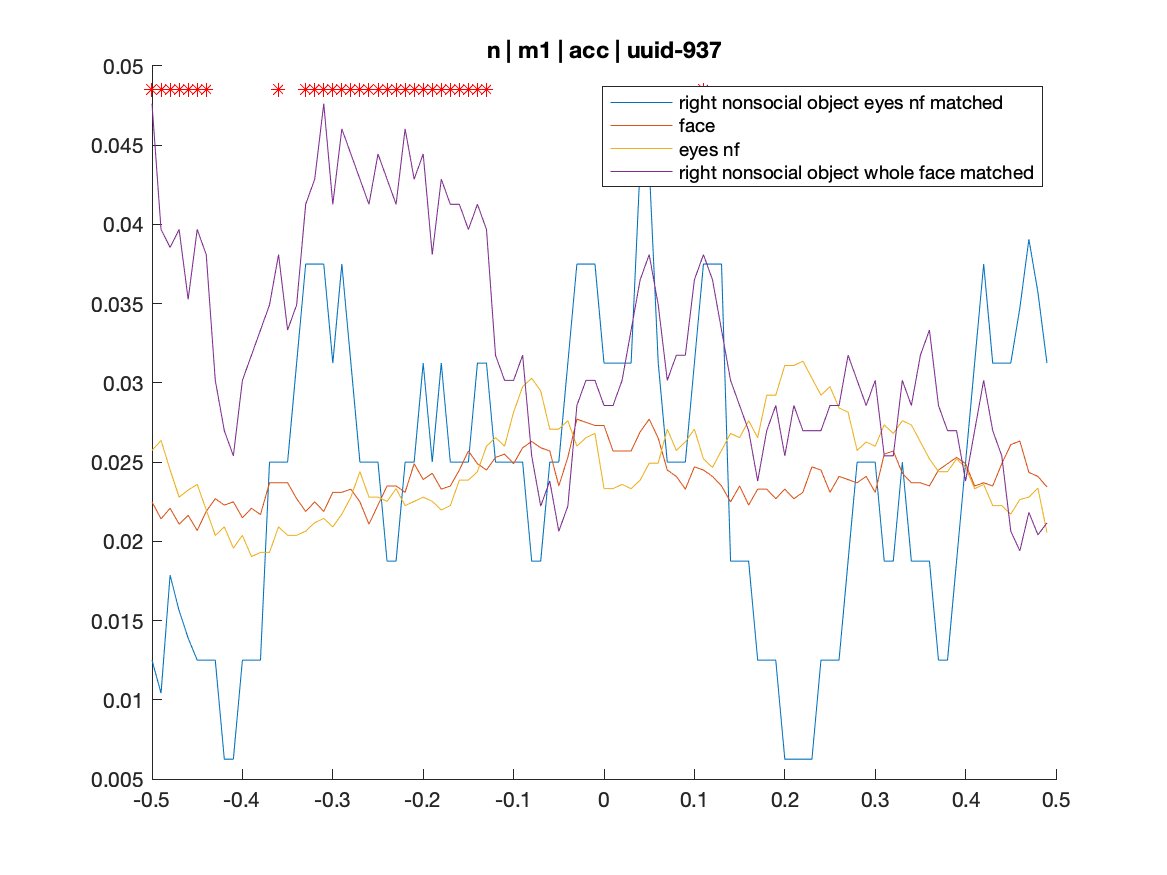 n | m1 | acc | uuid-937
0.05
0.045
0.04
0.035
0.03
0.025
0.02
0.015
0.01
0.005
right nonsocial object eyes nf matched
face
eyes nf
right nonsocial object whole face matched
-0.5 -0.4 -0.3 -0.2 -0.1 0 0.1 0.2 0.3 0.4 0.5